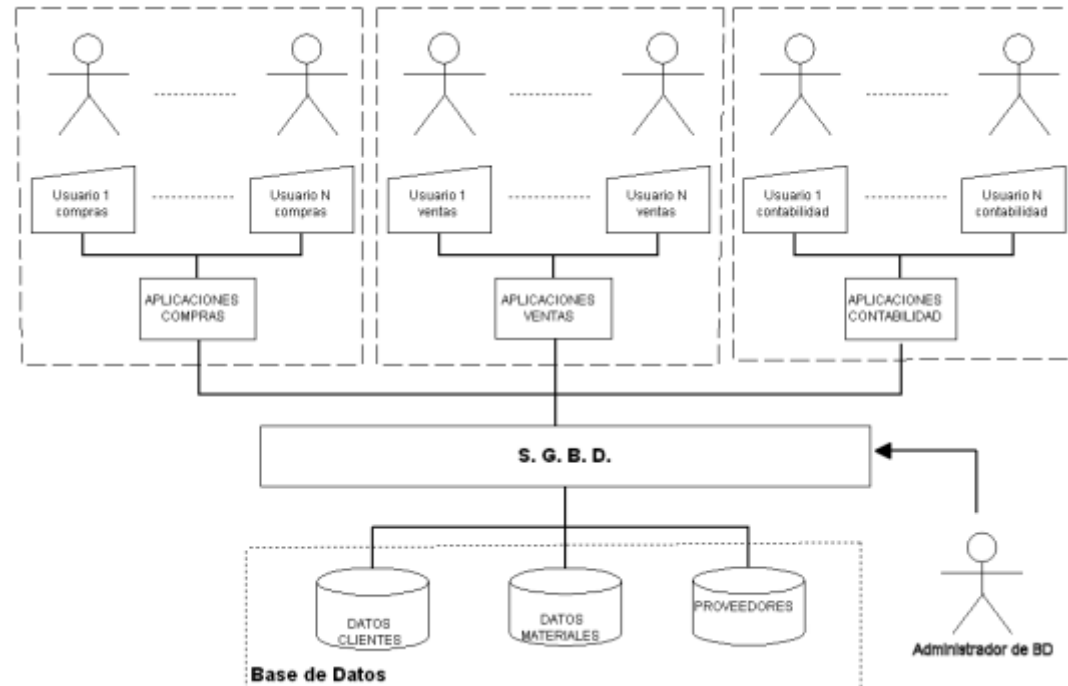 Usuario 1
compras
Usuario N
compras
Usuario 1
ventas
Usuario N
ventas
Usuario 1
contabilidad
Usuario N
contabilidad
APLICACIONES
COMPRAS
APLICACIONES
VENTAS
APLICACIONES
CONTABILIDAD
S. G. B. D.
DATOS
CLIENTES
DATOS
MATERIALES
PROVEEDORES
Administrador de BD
Base de Datos